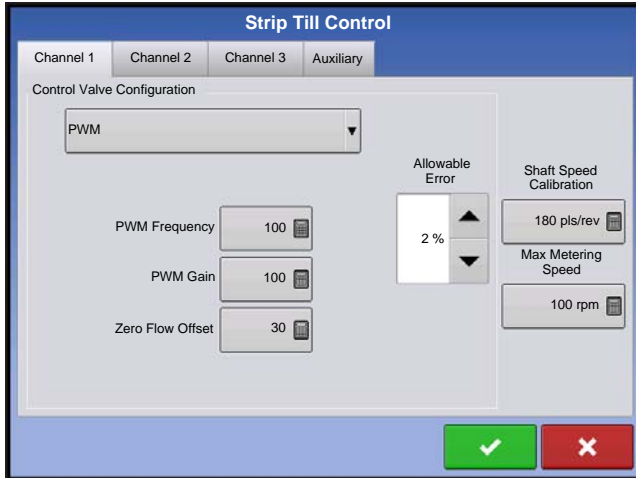 Strip Till Control
Channel 1
Channel 2
Channel 3
Auxiliary
Control Valve Configuration
PWM
Allowable
Error
2 %
PWM Frequency
100
PWM Gain
100
Zero Flow Offset
30
Shaft Speed
Calibration
180 pls/rev
Max Metering
Speed
100 rpm